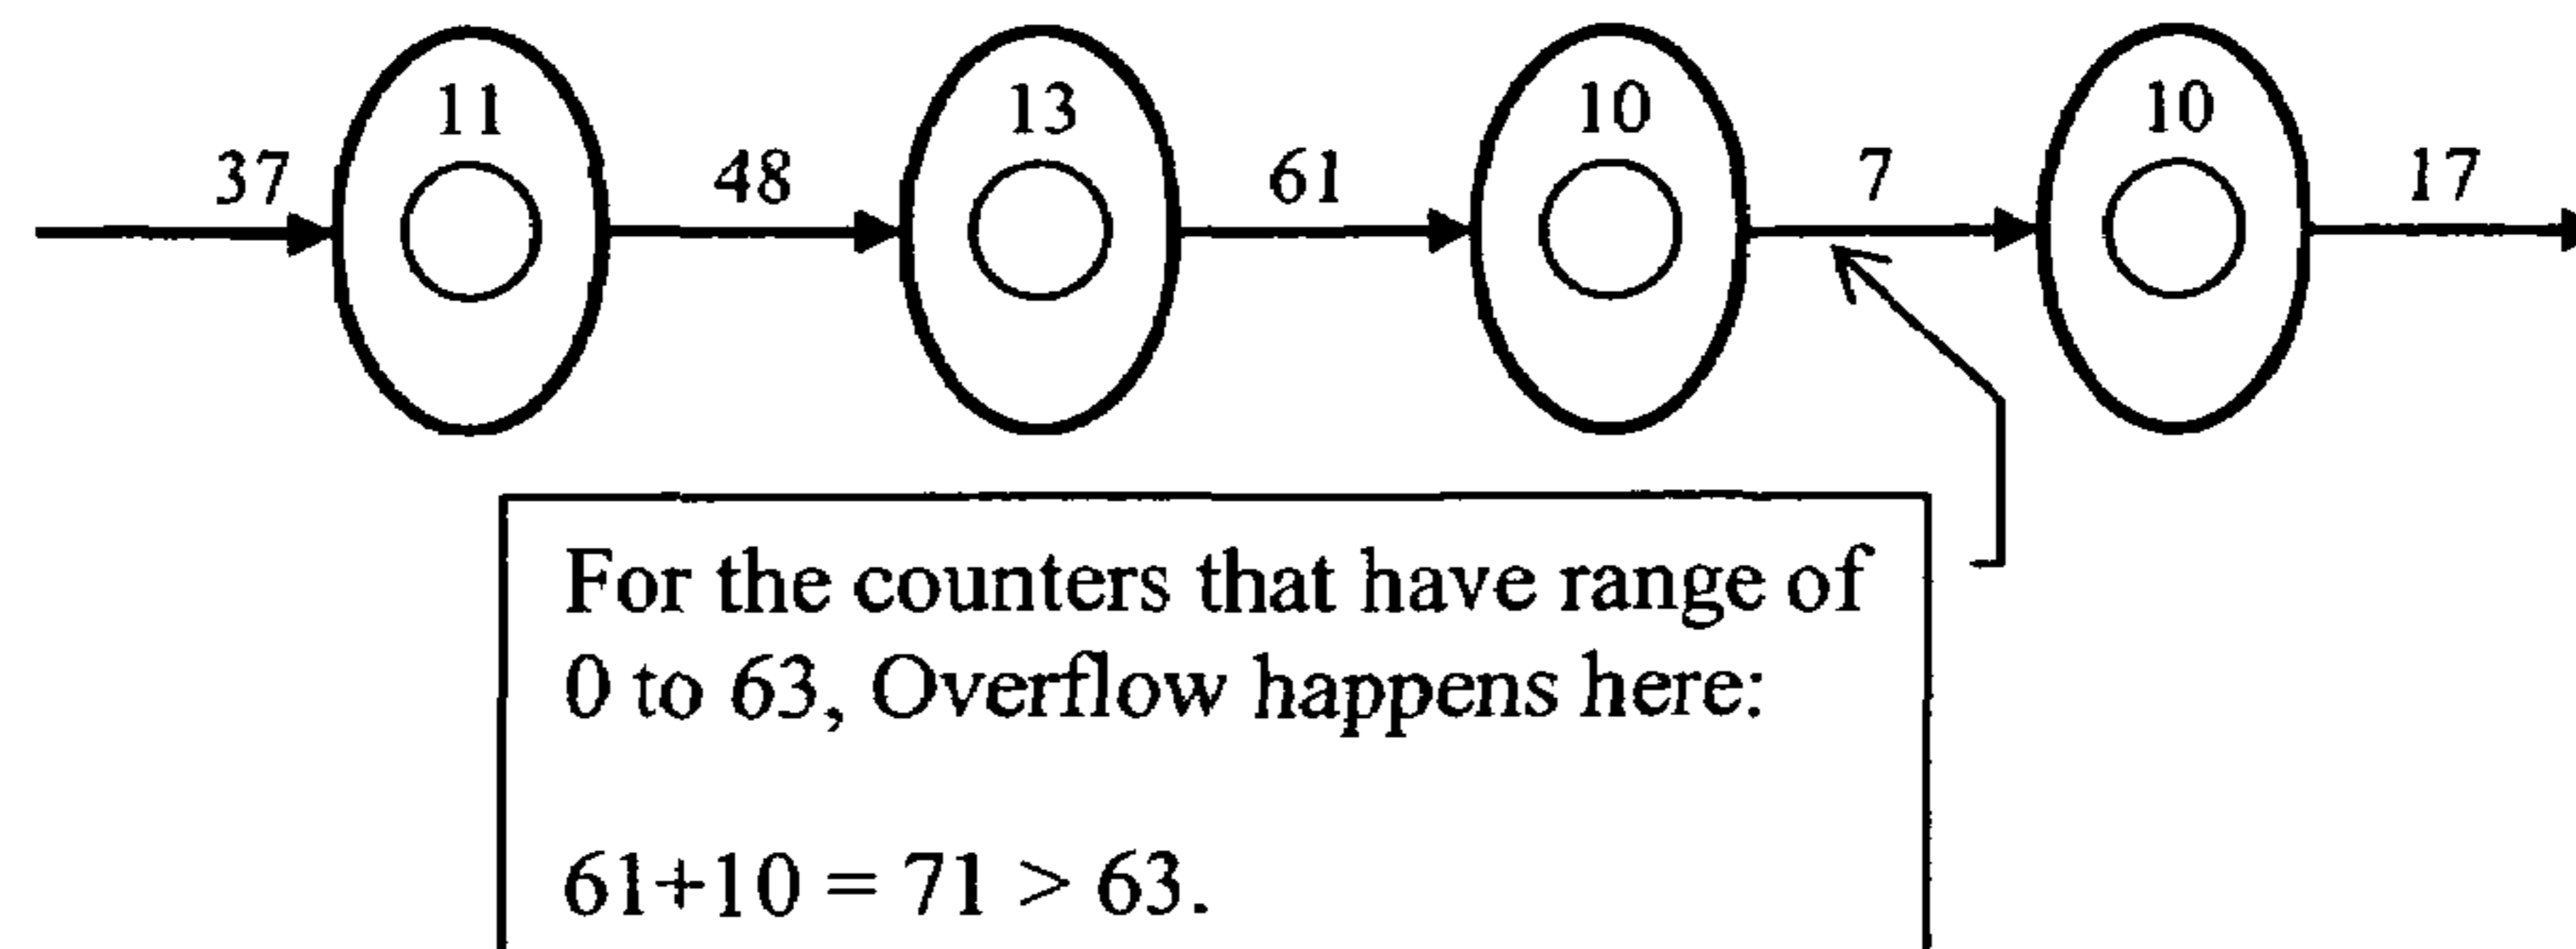 11 13 10 10
37 48 61 7 17
For the counters that have range of
0 to 63, Overflow happens here:
61+10 = 71 > 63.